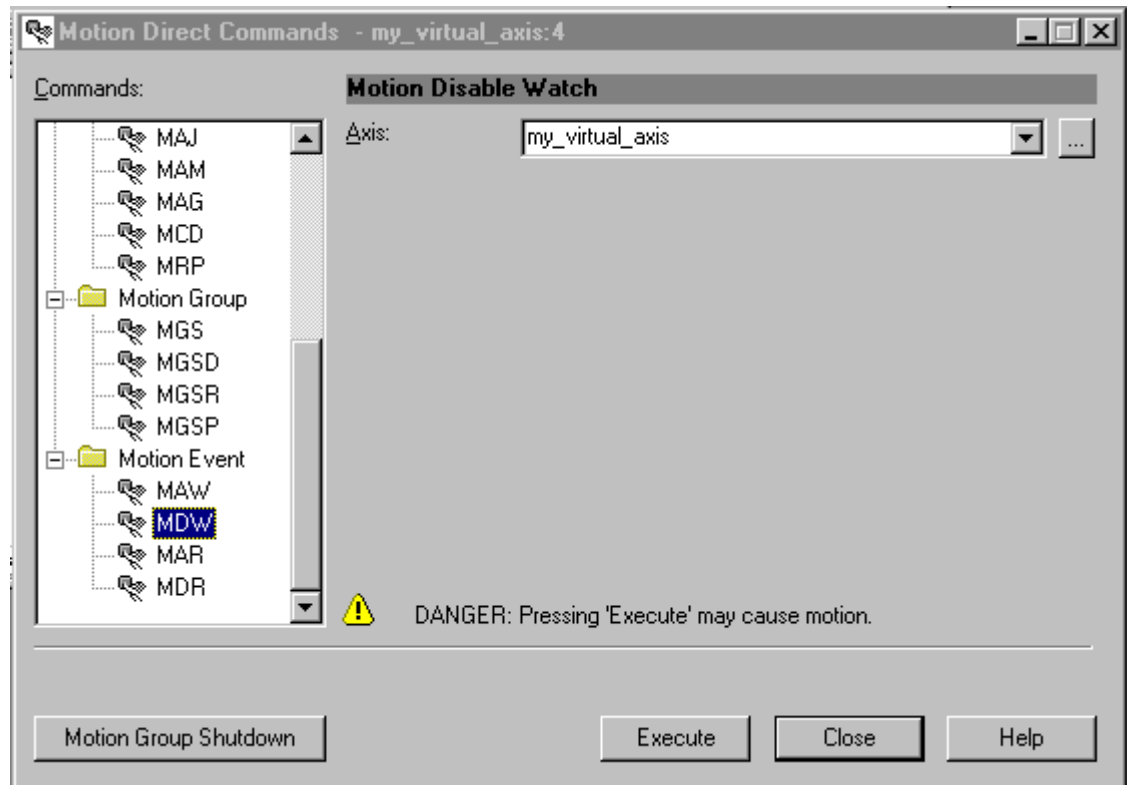 Motion Direct Commands - my_virtual_axis:4
Commands:
Motion Disable Watch
MAJ
MAM
MAG
MCD
MRP
Motion Group
MGS
MGSD
MGSR
MGSP
Motion Event
MAW
MDW
MAR
MDR
Axis:
my_virtual_axis
...
DANGER: Pressing 'Execute' may cause motion.
Motion Group Shutdown
Execute
Close
Help